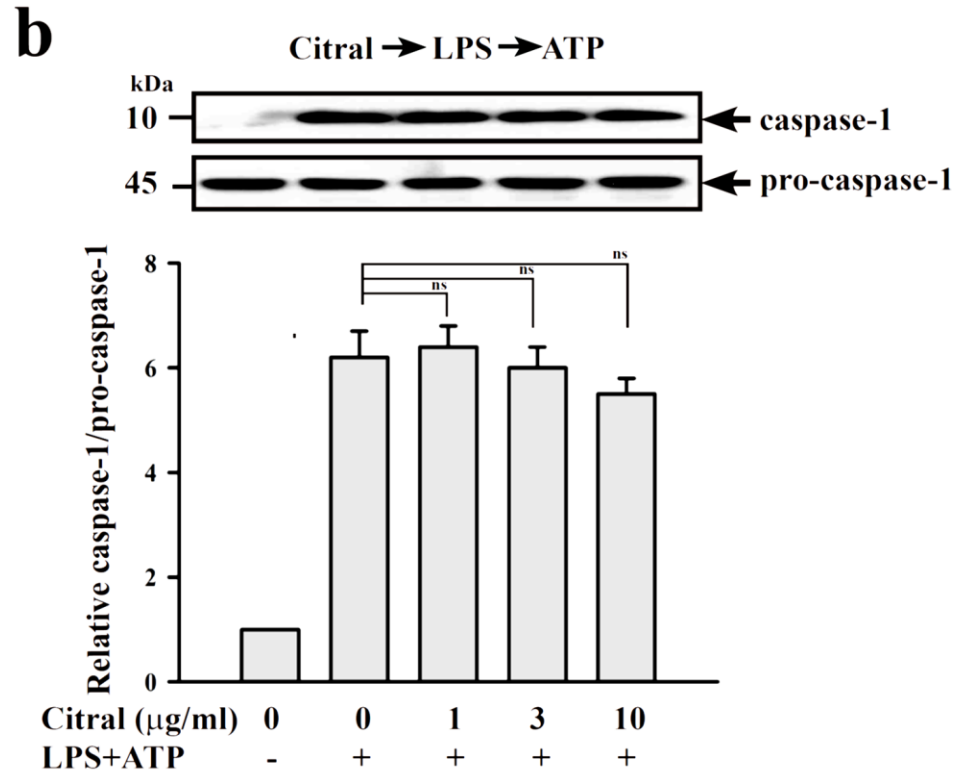 b
Citral → LPS → ATP
kDa
10
caspase-1
45
pro-caspase-1
Relative caspase-1/pro-caspase-1
8
6
4
2
0
ns
ns
ns
Citral (μg/ml) 0 0 1 3 10
LPS+ATP - + + + +